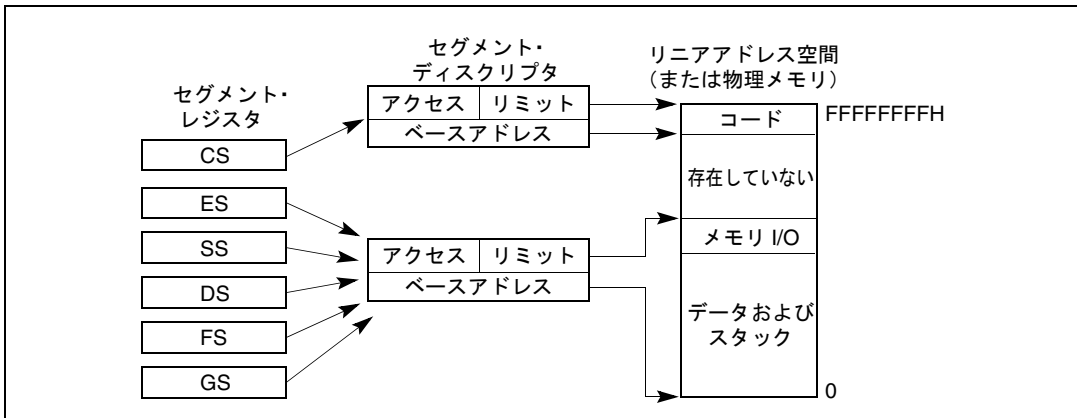 セグメント・
レジスタ
CS
ES
SS
DS
FS
GS
セグメント・
ディスクリプタ
アクセス リミット
ベースアドレス
アクセス リミット
ベースアドレス
リニアアドレス空間
(または物理メモリ)
コード
FFFFFFFFH
存在していない
メモリ I/O
データおよび
スタック
0